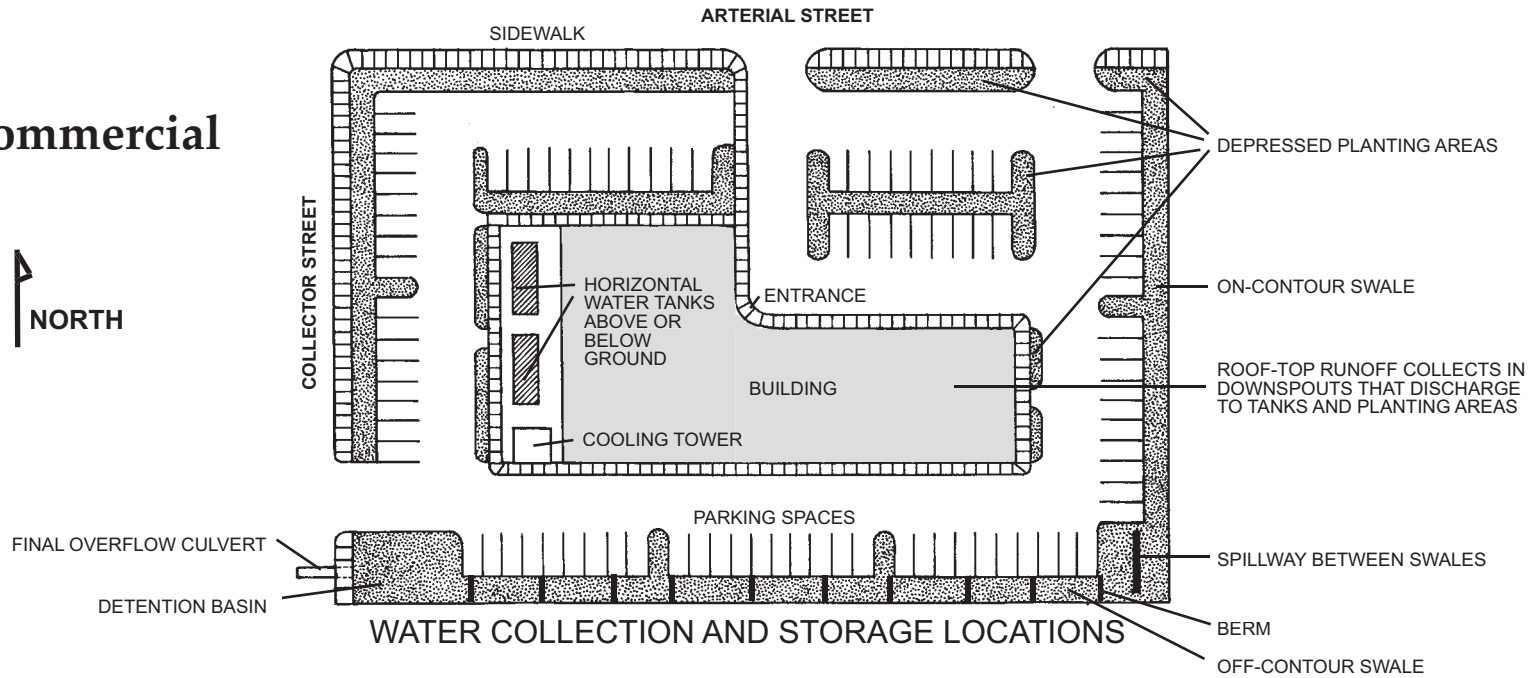 ARTERIAL STREET
SIDEWALK
ommercial
DEPRESSED PLANTING AREAS
COLLECTOR STREET
NORTH
HORIZONTAL
WATER TANKS
ABOVE OR
BELOW
GROUND
ENTRANCE
ON-CONTOUR SWALE
BUILDING
ROOF-TOP RUNOFF COLLECTS IN
DOWNSPOUTS THAT DISCHARGE
TO TANKS AND PLANTING AREAS
COOLING TOWER
PARKING SPACES
FINAL OVERFLOW CULVERT
SPILLWAY BETWEEN SWALES
DETENTION BASIN
WATER COLLECTION AND STORAGE LOCATIONS
BERM
OFF-CONTOUR SWALE